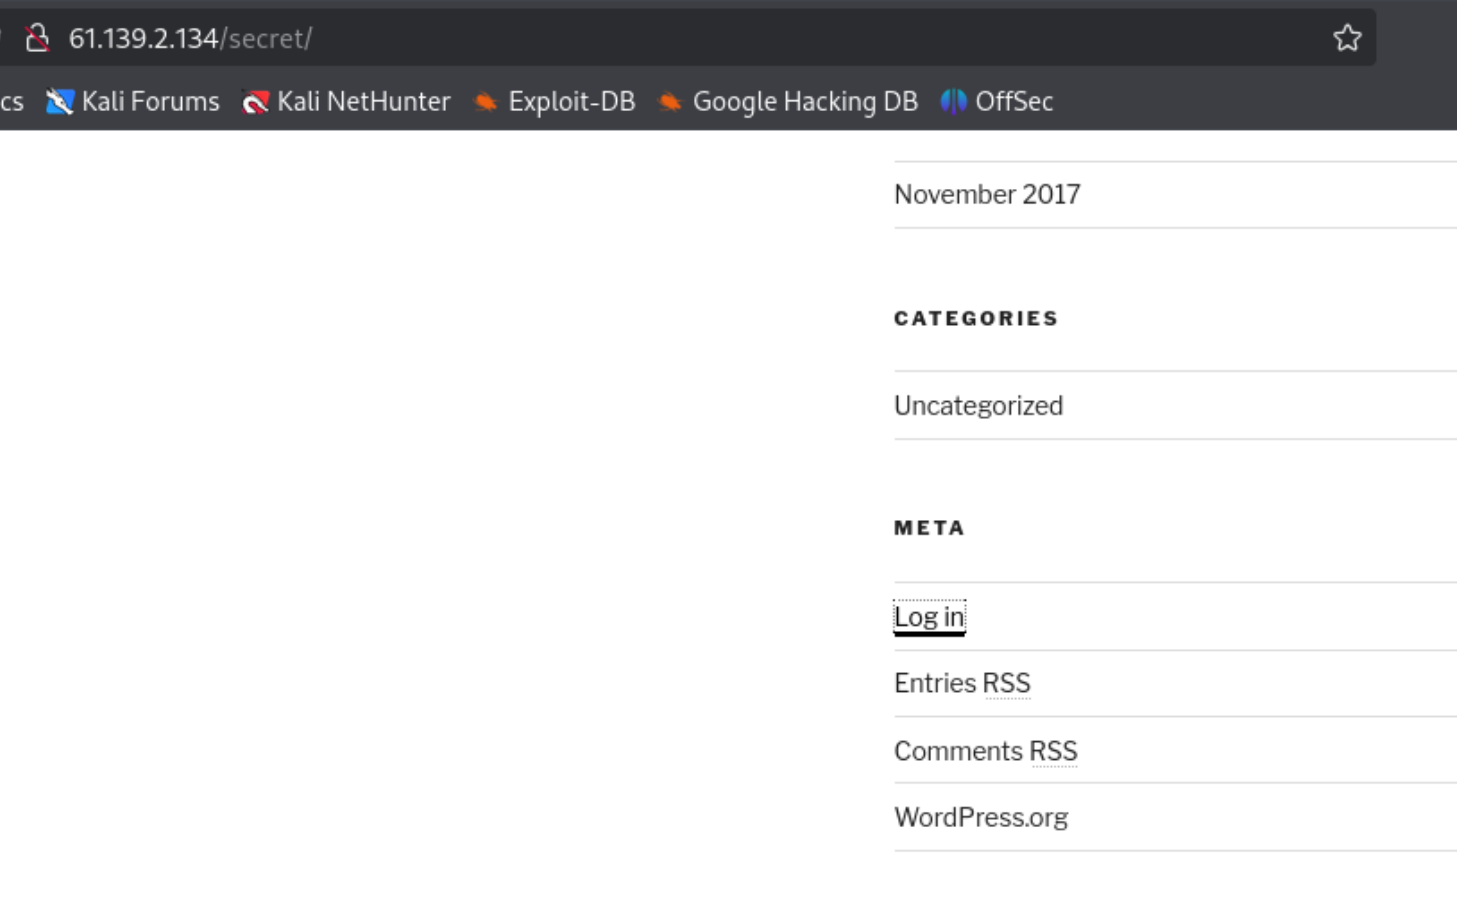 61.139.2.134/secret/
cs Kali Forums Kali NetHunter Exploit-DB Google Hacking DB OffSec
November 2017
CATEGORIES
Uncategorized
META
Log in
Entries RSS
Comments RSS
WordPress.org